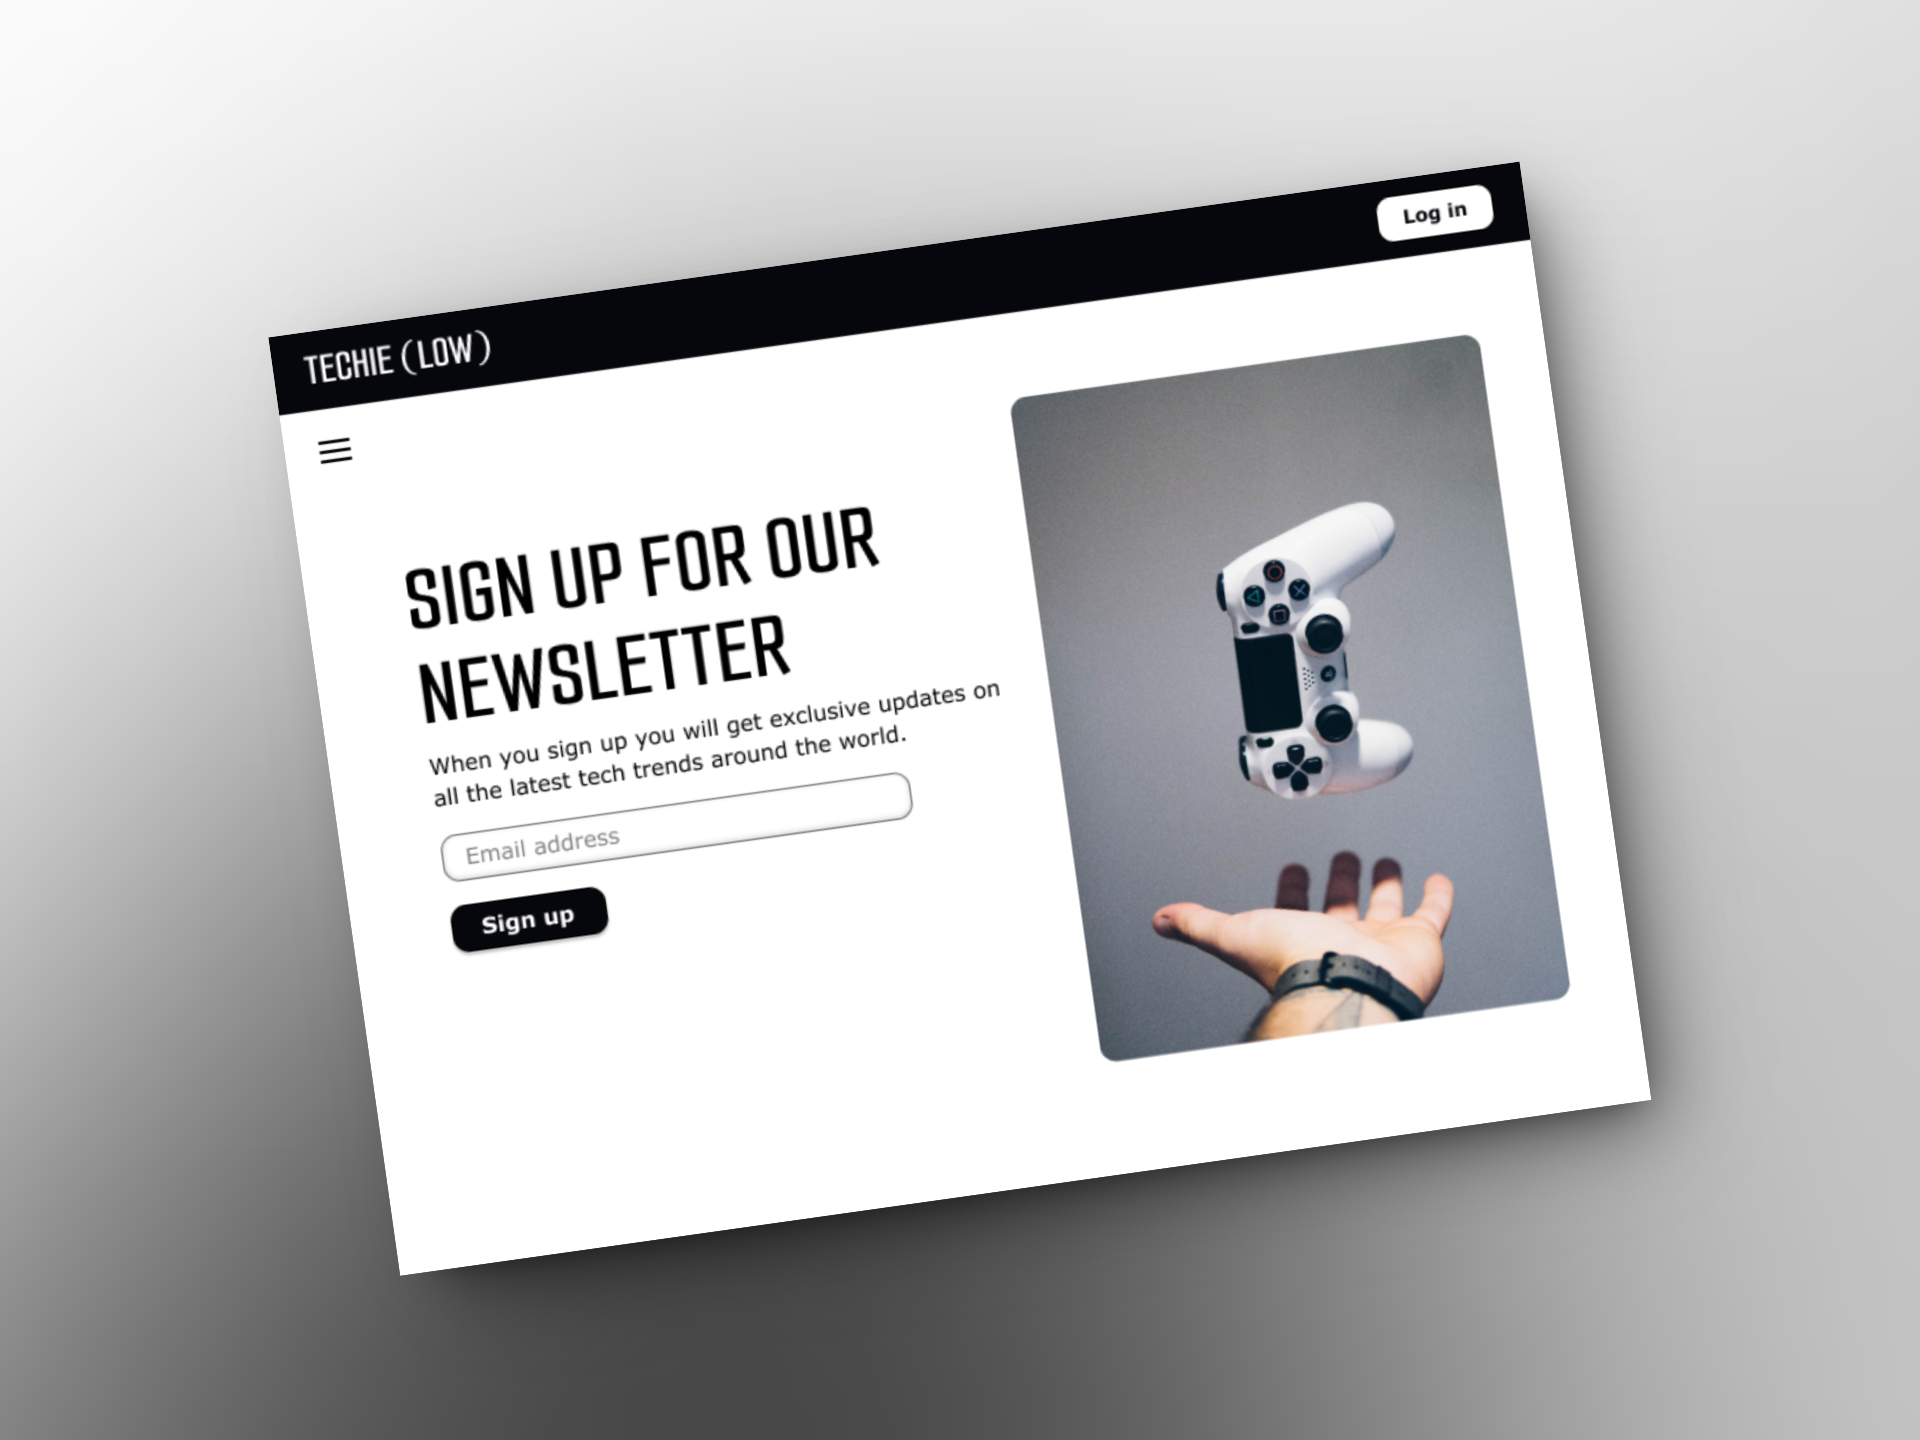 TECHIE (LOW)
Log in
SIGN UP FOR OUR
NEWSLETTER
When you sign up you will get exclusive updates on
all the latest tech trends around the world.
Email address
Sign up